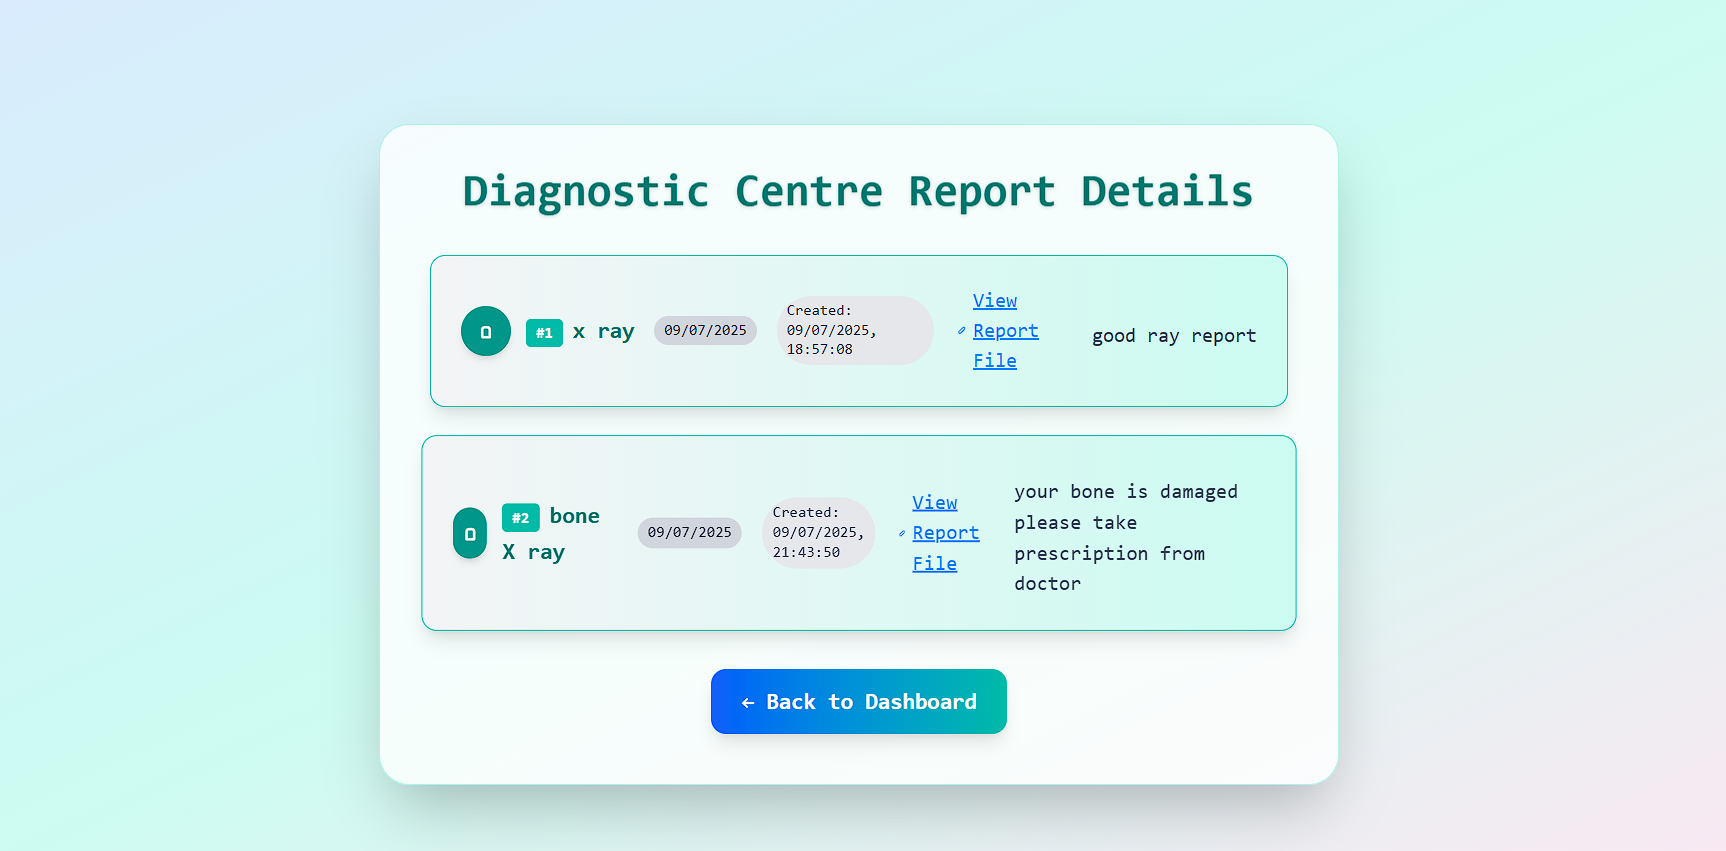 Diagnostic Centre Report Details
#1 x ray
09/07/2025
Created:
09/07/2025,
18:57:08
View
Report
File
good ray report
#2 bone
X ray
09/07/2025
Created:
09/07/2025,
21:43:50
View
Report
File
your bone is damaged
please take
prescription from
doctor
← Back to Dashboard